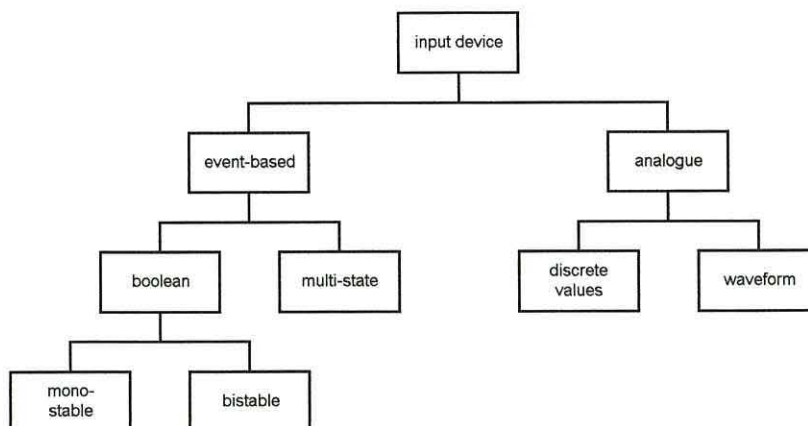 input device
event-based
analogue
boolean
multi-state
discrete
values
waveform
mono-
stable
bistable